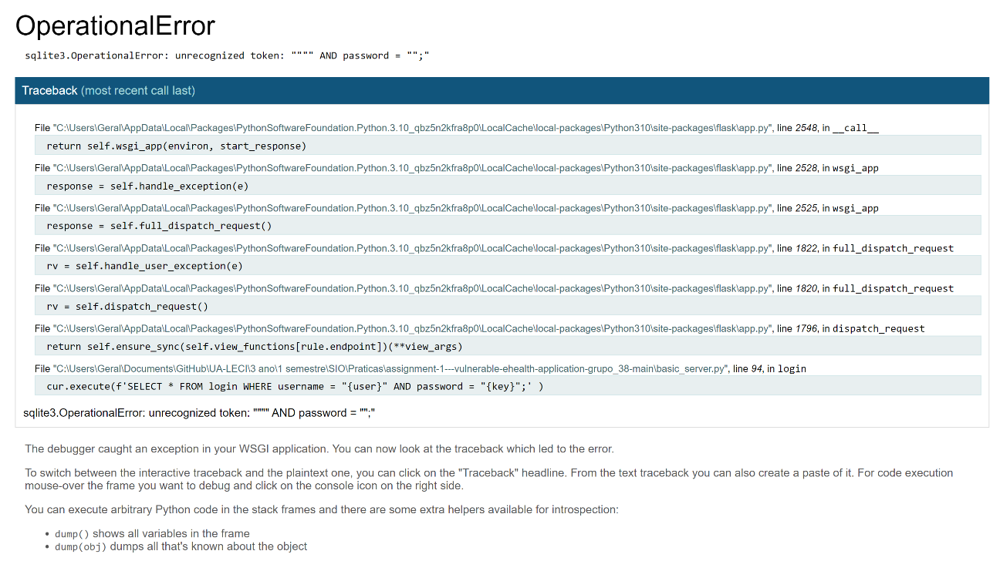 OperationalError
sqlite3.OperationalError: unrecognized token: """" AND password = "";"
Traceback (most recent call last)
File "C:\Users\Geral\AppData\Local\Packages\PythonSoftwareFoundation.Python.3.10_qbz5n2kfra8p0\LocalCache\local-packages\Python310\site-packages\flask\app.py", line 2548, in __call__
return self.wsgi_app(environ, start_response)
File "C:\Users\Geral\AppData\Local\Packages\PythonSoftwareFoundation.Python.3.10_qbz5n2kfra8p0\LocalCache\local-packages\Python310\site-packages\flask\app.py", line 2528, in wsgi_app
response = self.handle_exception(e)
File "C:\Users\Geral\AppData\Local\Packages\PythonSoftwareFoundation.Python.3.10_qbz5n2kfra8p0\LocalCache\local-packages\Python310\site-packages\flask\app.py", line 2525, in wsgi_app
response = self.full_dispatch_request()
File "C:\Users\Geral\AppData\Local\Packages\PythonSoftwareFoundation.Python.3.10_qbz5n2kfra8p0\LocalCache\local-packages\Python310\site-packages\flask\app.py", line 1822, in full_dispatch_request
rv = self.handle_user_exception(e)
File "C:\Users\Geral\AppData\Local\Packages\PythonSoftwareFoundation.Python.3.10_qbz5n2kfra8p0\LocalCache\local-packages\Python310\site-packages\flask\app.py", line 1820, in full_dispatch_request
rv = self.dispatch_request()
File "C:\Users\Geral\AppData\Local\Packages\PythonSoftwareFoundation.Python.3.10_qbz5n2kfra8p0\LocalCache\local-packages\Python310\site-packages\flask\app.py", line 1796, in dispatch_request
return self.ensure_sync(self.view_functions[rule.endpoint])(**view_args)
File "C:\Users\Geral\Documents\GitHub\UA-LECI\3 ano\1 semestre\SIO\Praticas\assignment-1---vulnerable-ehealth-application-grupo_38-main\basic_server.py", line 94, in login
cur.execute(f'SELECT * FROM login WHERE username = "{user}" AND password = "{key}";' )
sqlite3.OperationalError: unrecognized token: """" AND password = "";"
The debugger caught an exception in your WSGI application. You can now look at the traceback which led to the error.
To switch between the interactive traceback and the plaintext one, you can click on the "Traceback" headline. From the text traceback you can also create a paste of it. For code execution
mouse-over the frame you want to debug and click on the console icon on the right side.
You can execute arbitrary Python code in the stack frames and there are some extra helpers available for introspection:
• dump() shows all variables in the frame
• dump(obj) dumps all that's known about the object